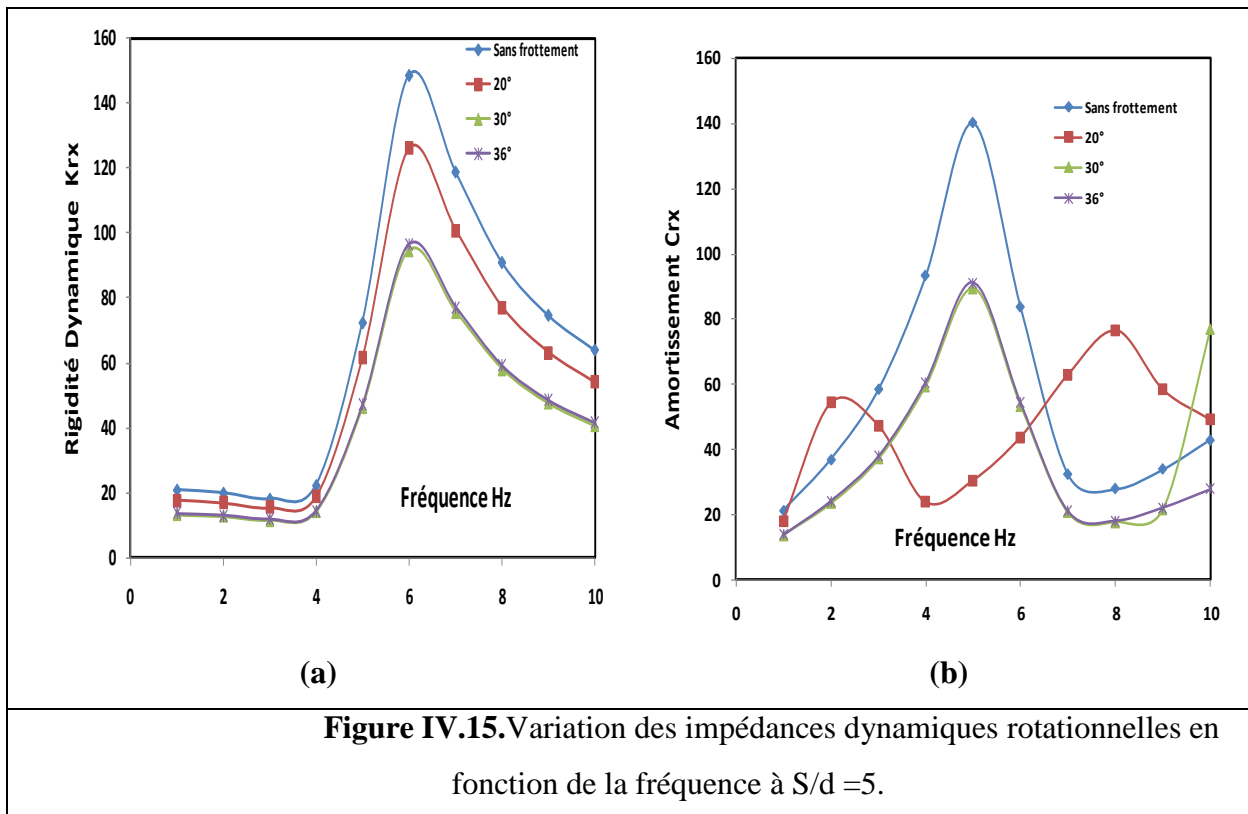 160
140
120
100
80
60
40
20
0
0 2 4 6 8 10
Rigidité Dynamique Krx
Sans frottement
20°
30°
36°
Fréquence Hz
(a)
160
140
120
100
80
60
40
20
0
0 2 4 6 8 10
Amortissement Crx
Sans frottement
20°
30°
36°
Fréquence Hz
(b)
Figure IV.15.Variation des impédances dynamiques rotationnelles en
fonction de la fréquence à S/d =5.